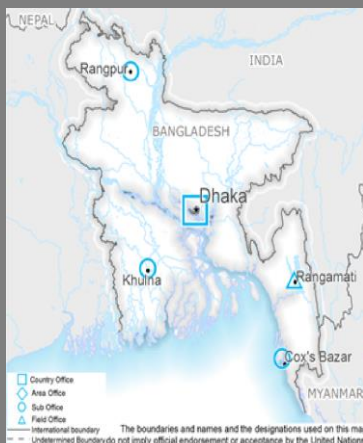 NEPAL
Rangpur
INDIA
BANGLADESH
Dhaka
Khulna
Rangamati
Cox's Bazar
MYANMAR
Country Office
Area Office
Sub Office
Field Office
International boundary
The boundaries and names and the designations used on this map
Undetermined Boundary do not imply official endorsement or acceptance by the United Nation